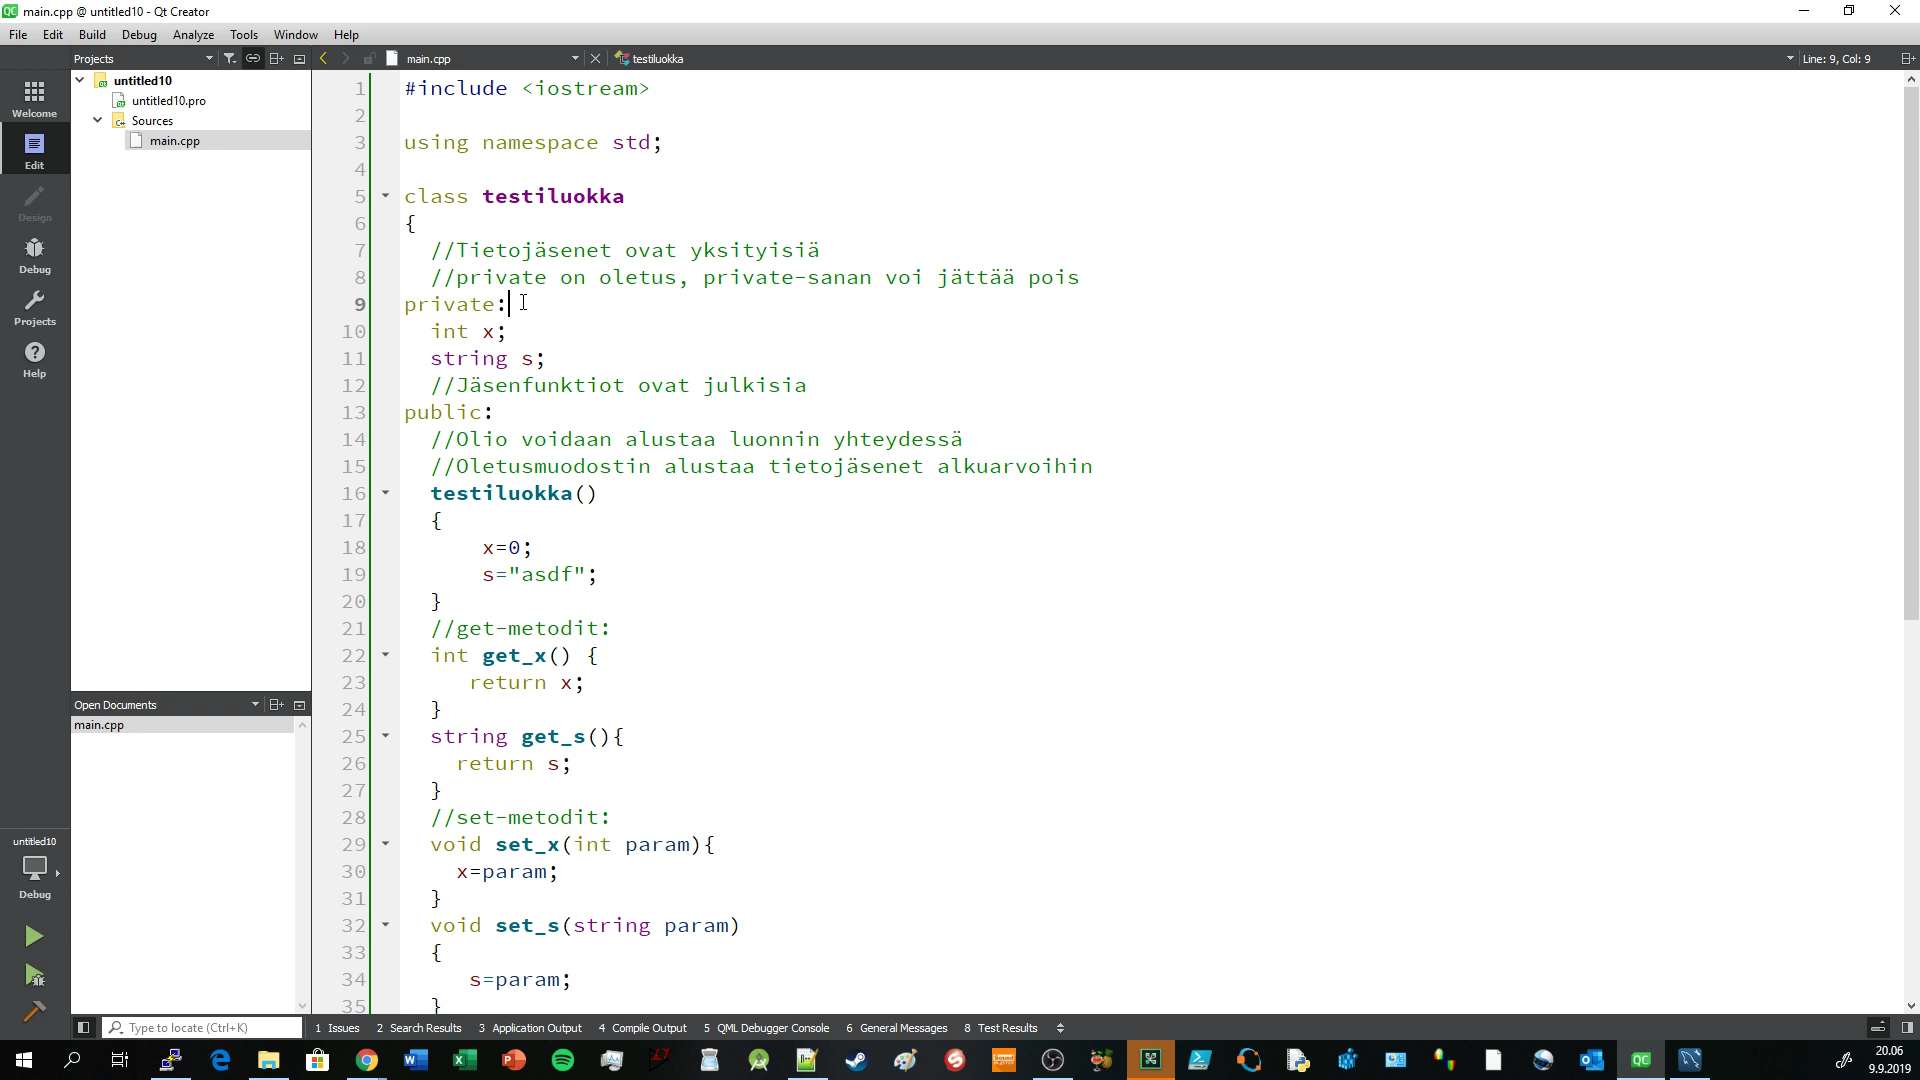 main.cpp @ untitled10 - Qt Creator
File Edit Build Debug Analyze Tools Window Help
Projects main.cpp testiluokka Line: 9, Col: 9
Welcome
Edit
Design
Debug
Projects
Help
untitled10
Debug
untitled10
untitled10.pro
Sources
main.cpp
Open Documents
main.cpp
1 #include <iostream>
2
3 using namespace std;
4
5 class testiluokka
6 {
7 //Tietojäsenet ovat yksityisiä
8 //private on oletus, private-sanan voi jättää pois
9 private:
10 int x;
11 string s;
12 //Jäsenfunktiot ovat julkisia
13 public:
14 //Olio voidaan alustaa luonnin yhteydessä
15 //Oletusmuodostin alustaa tietojäsenet alkuarvoihin
16 testiluokka()
17 {
18 x=0;
19 s="asdf";
20 }
21 //get-metodit:
22 int get_x() {
23 return x;
24 }
25 string get_s(){
26 return s;
27 }
28 //set-metodit:
29 void set_x(int param){
30 x=param;
31 }
32 void set_s(string param)
33 {
34 s=param;
35 }
Type to locate (Ctrl+K) 1 Issues 2 Search Results 3 Application Output 4 Compile Output 5 QML Debugger Console 6 General Messages 8 Test Results
20.06
9.9.2019